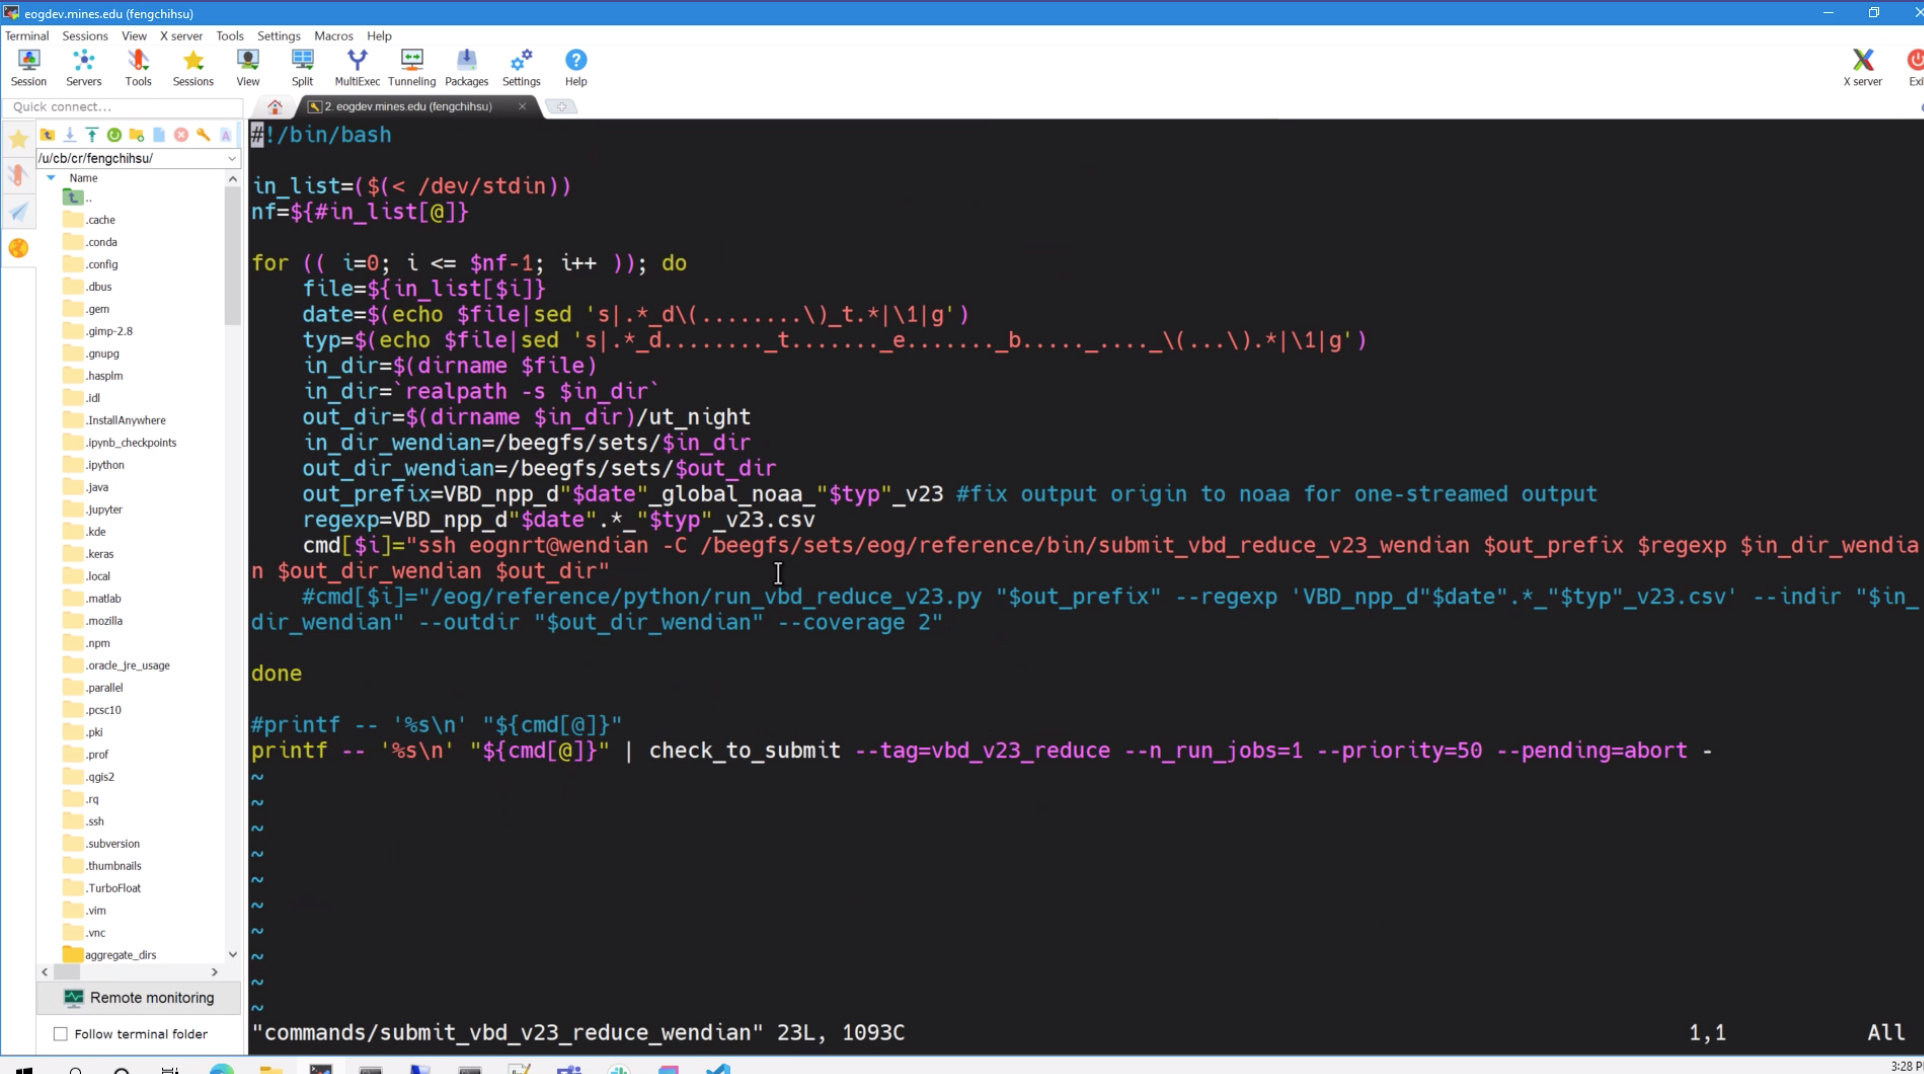 eogdev.mines.edu (fengchihsu)
Terminal Sessions View X server Tools Settings Macros Help
Session Servers Tools Sessions View Split MultiExec Tunneling Packages Settings Help X server
Quick connect...
2. eogdev.mines.edu (fengchihsu)
/u/cb/cr/fengchihsu/
Name
..
.cache
.conda
.config
.dbus
.gem
.gimp-2.8
.gnupg
.hasplm
.idl
.InstallAnywhere
.ipynb_checkpoints
.ipython
.java
.jupyter
.kde
.keras
.local
.matlab
.mozilla
.npm
.oracle_jre_usage
.parallel
.pcsc10
.pki
.prof
.qgis2
.rq
.ssh
.subversion
.thumbnails
.TurboFloat
.vim
.vnc
aggregate_dirs
Remote monitoring
Follow terminal folder
#!/bin/bash
in_list=($(< /dev/stdin))
nf=${#in_list[@]}
for (( i=0; i <= $nf-1; i++ )); do
file=${in_list[$i]}
date=$(echo $file|sed 's|.*_d\(........\)_t.*|\1|g')
typ=$(echo $file|sed 's|.*_d........_t......._e......._b....._...._\(...\).*|\1|g')
in_dir=$(dirname $file)
in_dir=`realpath -s $in_dir`
out_dir=$(dirname $in_dir)/ut_night
in_dir_wendian=/beegfs/sets/$in_dir
out_dir_wendian=/beegfs/sets/$out_dir
out_prefix=VBD_npp_d"$date"_global_noaa_"$typ"_v23 #fix output origin to noaa for one-streamed output
regexp=VBD_npp_d"$date".*_"$typ"_v23.csv
cmd[$i]="ssh eognrt@wendian -C /beegfs/sets/eog/reference/bin/submit_vbd_reduce_v23_wendian $out_prefix $regexp $in_dir_wendia
n $out_dir_wendian $out_dir"
#cmd[$i]="/eog/reference/python/run_vbd_reduce_v23.py "$out_prefix" --regexp 'VBD_npp_d"$date".*_"$typ"_v23.csv' --indir "$in_
dir_wendian" --outdir "$out_dir_wendian" --coverage 2"
done
#printf -- '%s\n' "${cmd[@]}"
printf -- '%s\n' "${cmd[@]}" | check_to_submit --tag=vbd_v23_reduce --n_run_jobs=1 --priority=50 --pending=abort -
~
~
~
~
~
~
~
~
~
~
"commands/submit_vbd_v23_reduce_wendian" 23L, 1093C 1,1 All
3:28 P